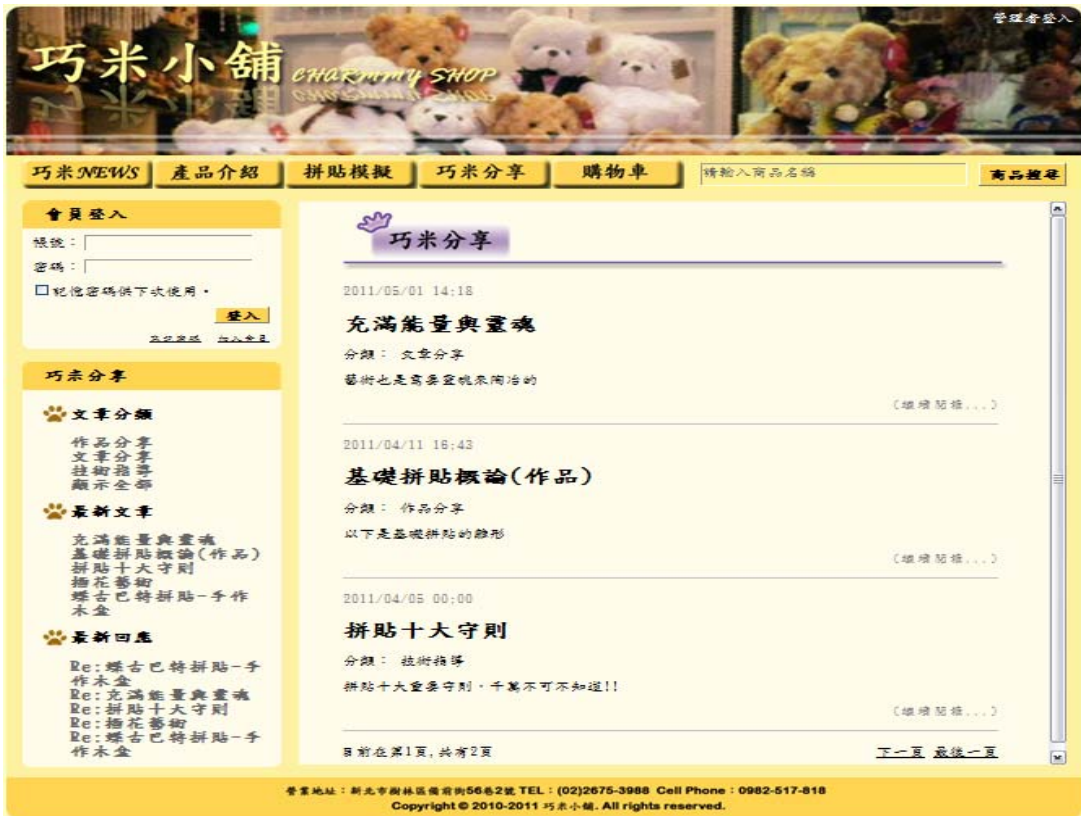 管理者登入
巧米小舖 CHARMMY SHOP
巧米NEWS 產品介紹 拼貼模擬 巧米分享 購物車 請輸入商品名稱 商品搜尋
會員登入
帳號：
密碼：
記憶密碼供下次使用。
登入
忘記密碼 加入會員
巧米分享
文章分類
作品分享
文章分享
技術指導
顯示全部
最新文章
充滿能量與靈魂
基礎拼貼概論(作品)
拼貼十大守則
插花藝術
蝶古巴特拼貼-手作
木盒
最新回應
Re:蝶古巴特拼貼-手
作木盒
Re:充滿能量與靈魂
Re:拼貼十大守則
Re:插花藝術
Re:蝶古巴特拼貼-手
作木盒
巧米分享
2011/05/01 14:18
充滿能量與靈魂
分類： 文章分享
藝術也是需要靈魂來陶冶的
(繼續閱讀...)
2011/04/11 16:43
基礎拼貼概論(作品)
分類： 作品分享
以下是基礎拼貼的雛形
(繼續閱讀...)
2011/04/05 00:00
拼貼十大守則
分類： 技術指導
拼貼十大重要守則，千萬不可不知道!!
(繼續閱讀...)
目前在第1頁,共有2頁 下一頁 最後一頁
營業地址：新北市樹林區備前街56巷2號 TEL：(02)2675-3988 Cell Phone：0982-517-818
Copyright © 2010-2011 巧米小舖. All rights reserved.